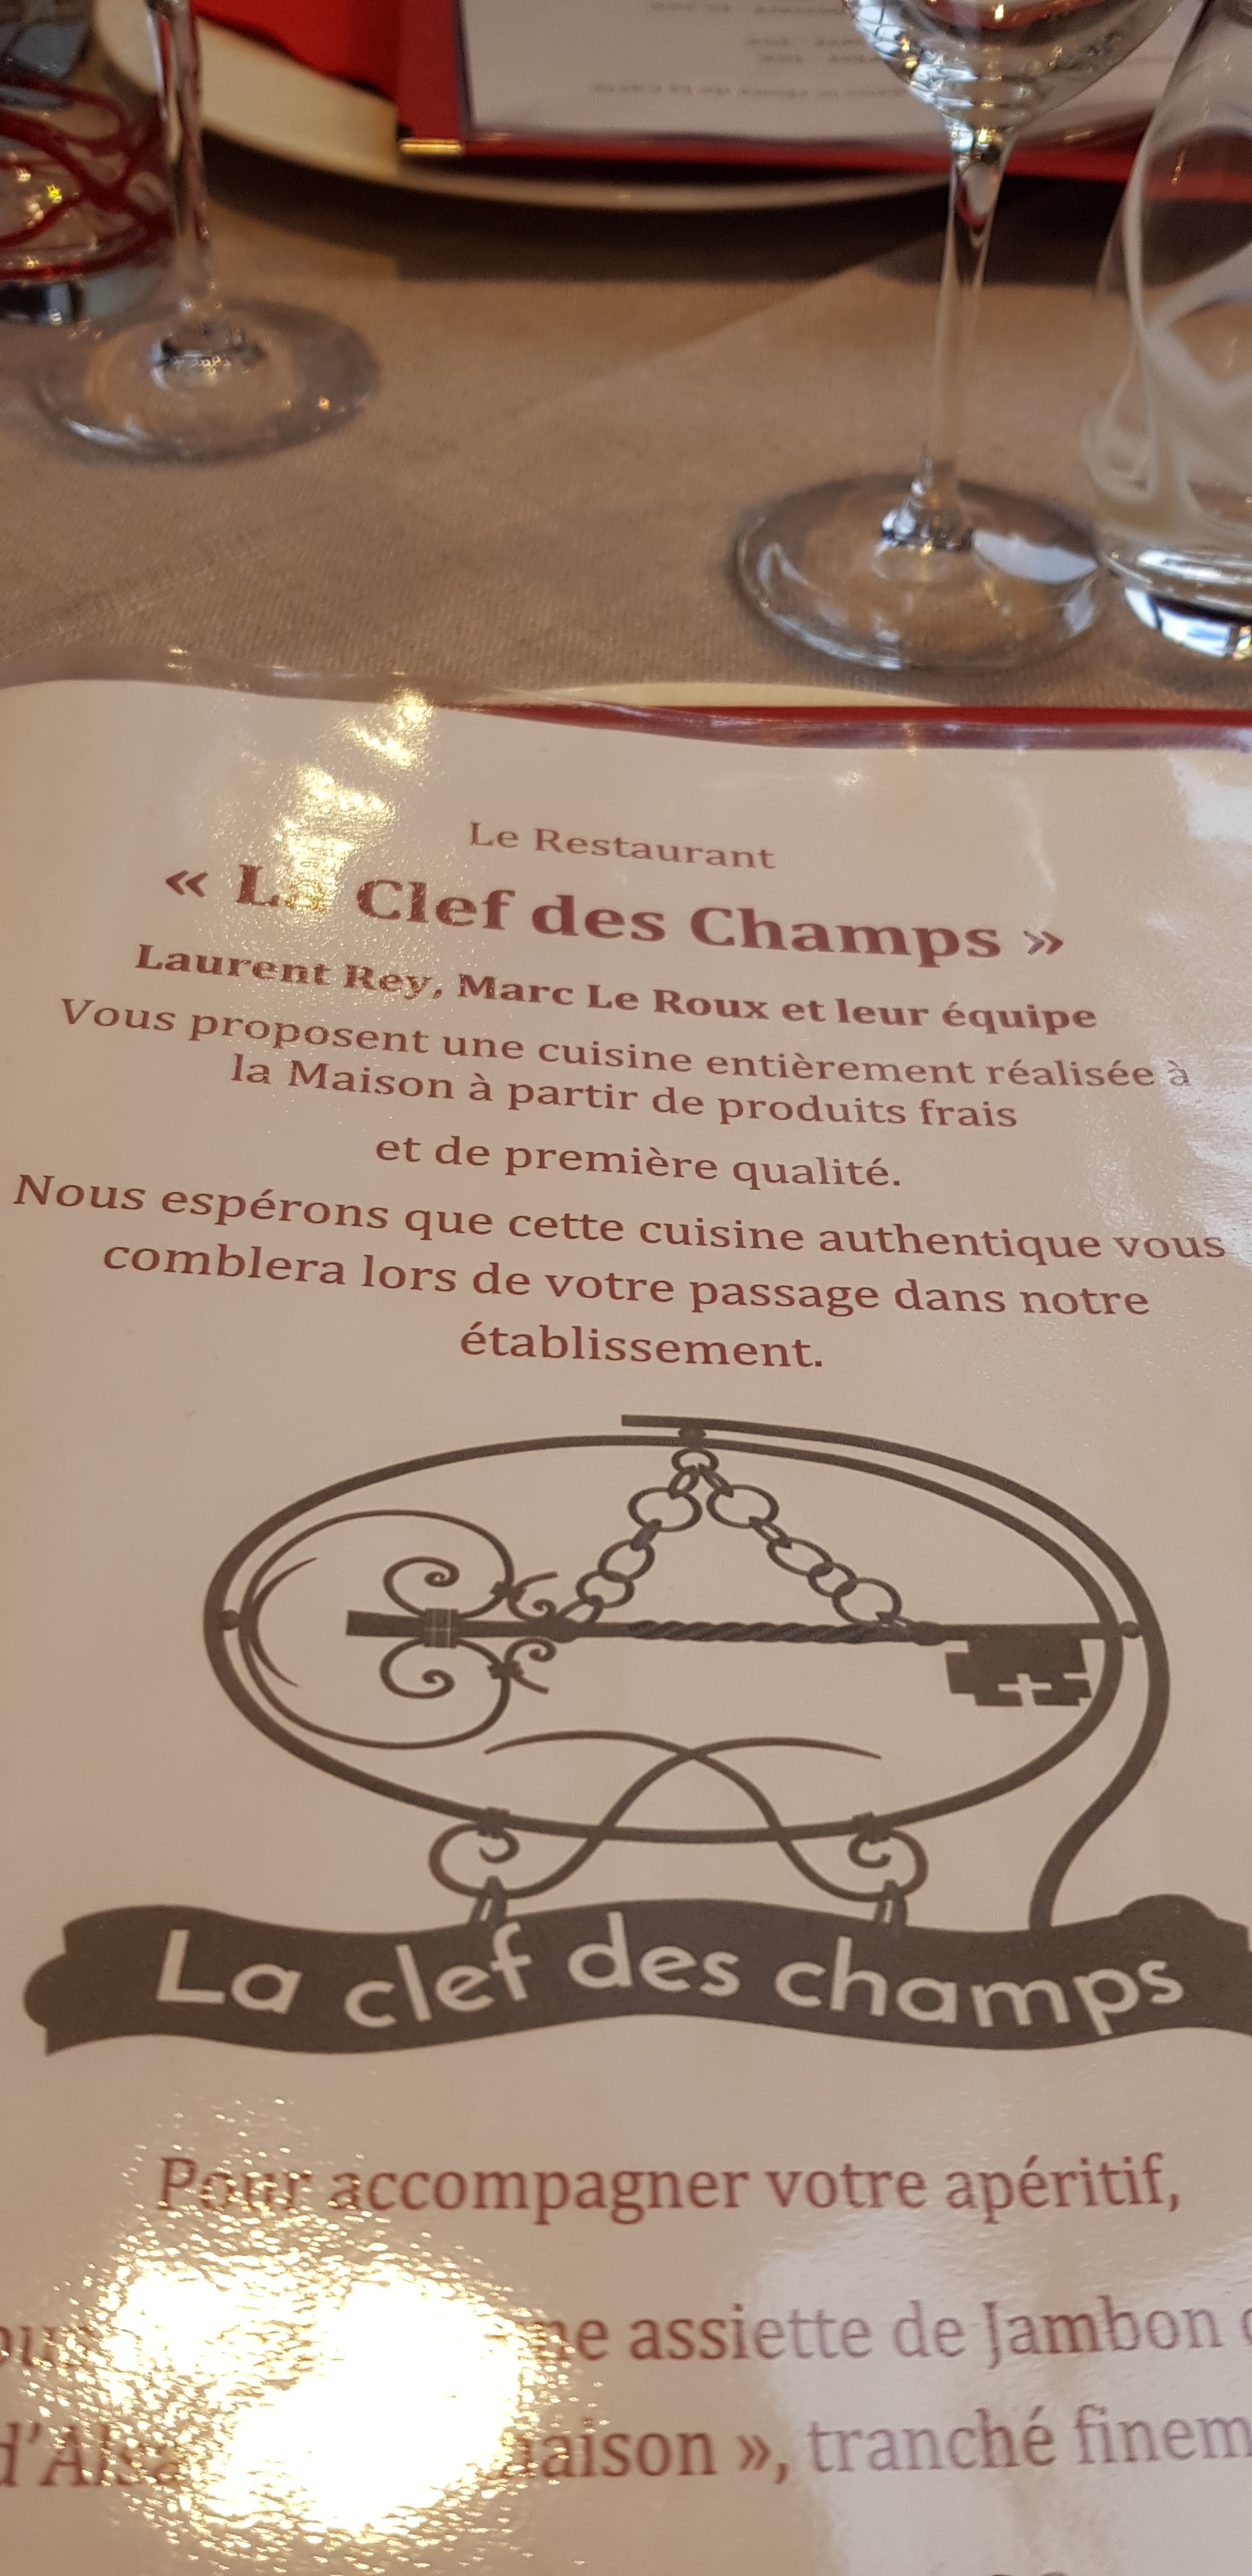 Le Restaurant
« La Clef des Champs »
Laurent Rey, Marc Le Roux et leur équipe
Vous proposent une cuisine entièrement réalisée à
la Maison à partir de produits frais
et de première qualité.
Nous espérons que cette cuisine authentique vous
comblera lors de votre passage dans notre
établissement.
La clef des champs
Pour accompagner votre apéritif,
assiette de Jambon
», tranché